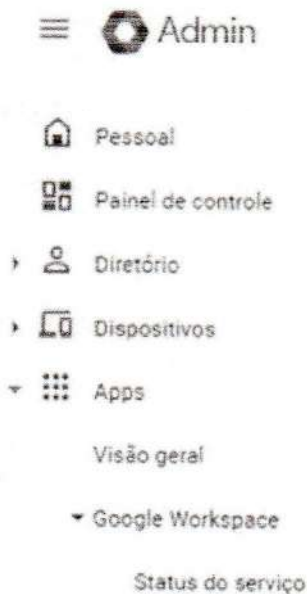 Admin
Pessoal
Painel de controle
Diretório
Dispositivos
Apps
Visão geral
Google Workspace
Status do serviço